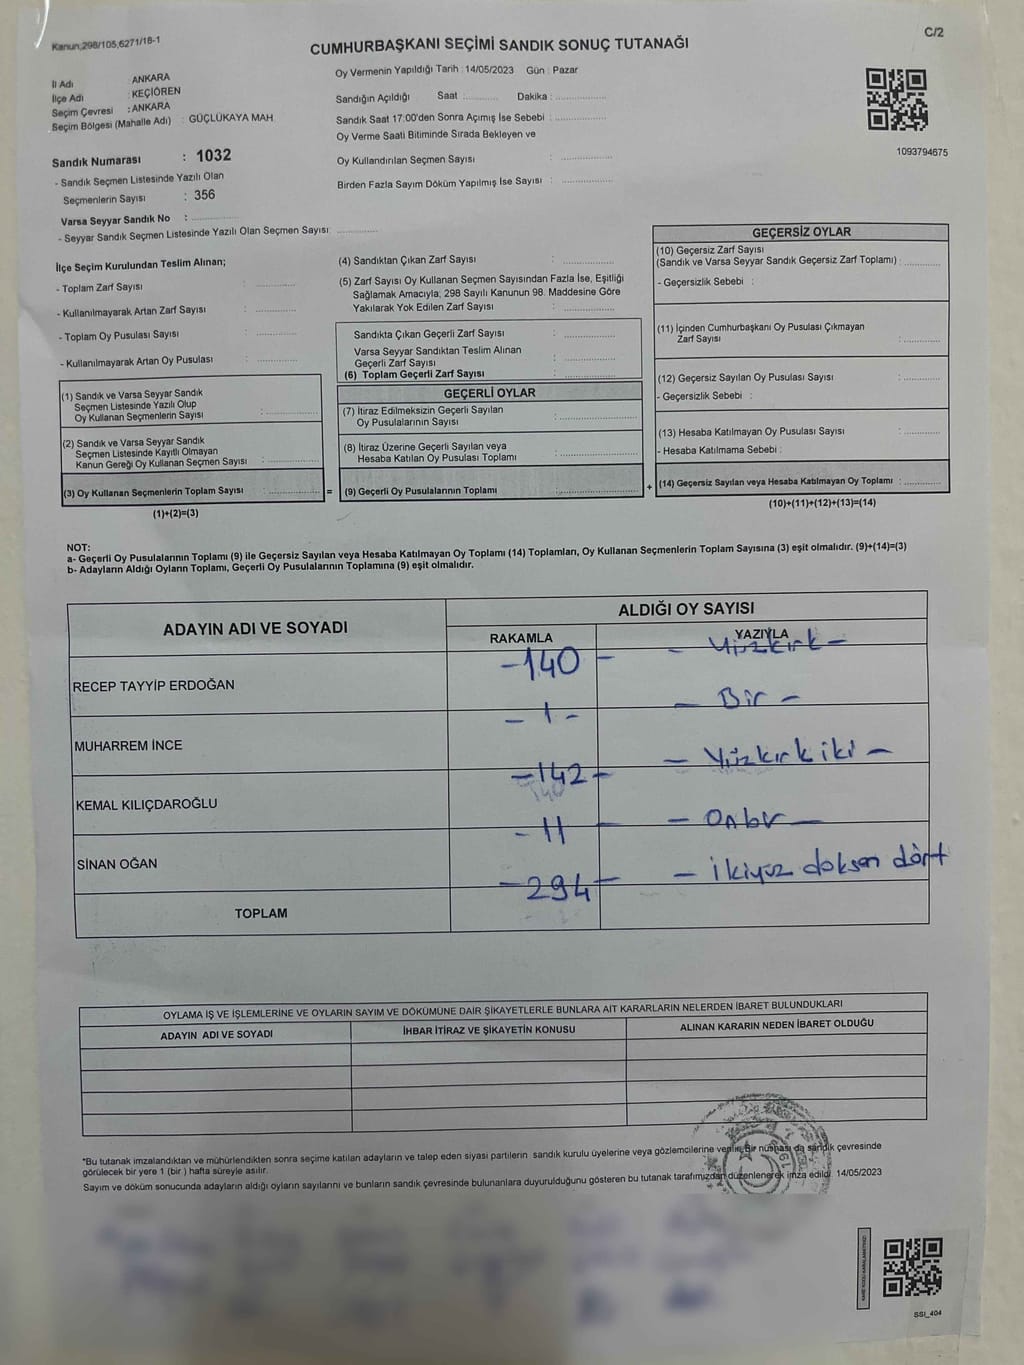 Kanun;298/105,6271/18-1
C/2
CUMHURBAŞKANI SEÇİMİ SANDIK SONUÇ TUTANAĞI
İl Adı : ANKARA
İlçe Adı : KEÇİÖREN
Seçim Çevresi : ANKARA
Seçim Bölgesi (Mahalle Adı) : GÜÇLÜKAYA MAH.
Sandık Numarası : 1032
- Sandık Seçmen Listesinde Yazılı Olan
Seçmenlerin Sayısı : 356
Varsa Seyyar Sandık No : ............
- Seyyar Sandık Seçmen Listesinde Yazılı Olan Seçmen Sayısı: ............
Oy Vermenin Yapıldığı Tarih : 14/05/2023 Gün : Pazar
Sandığın Açıldığı Saat : ............ Dakika : ............
Sandık Saat 17:00'den Sonra Açımış İse Sebebi : ............
Oy Verme Saati Bitiminde Sırada Bekleyen ve
Oy Kullandırılan Seçmen Sayısı : ............
Birden Fazla Sayım Döküm Yapılmış İse Sayısı : ............
1093794675
İlçe Seçim Kurulundan Teslim Alınan;
- Toplam Zarf Sayısı : ............
- Kullanılmayarak Artan Zarf Sayısı : ............
- Toplam Oy Pusulası Sayısı : ............
- Kullanılmayarak Artan Oy Pusulası : ............
(1) Sandık ve Varsa Seyyar Sandık
Seçmen Listesinde Yazılı Olup
Oy Kullanan Seçmenlerin Sayısı : ............
(2) Sandık ve Varsa Seyyar Sandık
Seçmen Listesinde Kayıtlı Olmayan
Kanun Gereği Oy Kullanan Seçmen Sayısı : ............
(3) Oy Kullanan Seçmenlerin Toplam Sayısı : ............ =
(1)+(2)=(3)
(4) Sandıktan Çıkan Zarf Sayısı : ............
(5) Zarf Sayısı Oy Kullanan Seçmen Sayısından Fazla İse, Eşitliği
Sağlamak Amacıyla, 298 Sayılı Kanunun 98. Maddesine Göre
Yakılarak Yok Edilen Zarf Sayısı : ............
Sandıkta Çıkan Geçerli Zarf Sayısı : ............
Varsa Seyyar Sandıktan Teslim Alınan
Geçerli Zarf Sayısı : ............
(6) Toplam Geçerli Zarf Sayısı : ............
GEÇERLİ OYLAR
(7) İtiraz Edilmeksizin Geçerli Sayılan
Oy Pusulalarının Sayısı : ............
(8) İtiraz Üzerine Geçerli Sayılan veya
Hesaba Katılan Oy Pusulası Toplamı : ............
(9) Geçerli Oy Pusulalarının Toplamı : ............ +
GEÇERSİZ OYLAR
(10) Geçersiz Zarf Sayısı
(Sandık ve Varsa Seyyar Sandık Geçersiz Zarf Toplamı) : ............
- Geçersizlik Sebebi :
(11) İçinden Cumhurbaşkanı Oy Pusulası Çıkmayan
Zarf Sayısı : ............
(12) Geçersiz Sayılan Oy Pusulası Sayısı : ............
- Geçersizlik Sebebi :
(13) Hesaba Katılmayan Oy Pusulası Sayısı : ............
- Hesaba Katılmama Sebebi :
(14) Geçersiz Sayılan veya Hesaba Katılmayan Oy Toplamı : ............
(10)+(11)+(12)+(13)=(14)
NOT:
a- Geçerli Oy Pusulalarının Toplamı (9) ile Geçersiz Sayılan veya Hesaba Katılmayan Oy Toplamı (14) Toplamları, Oy Kullanan Seçmenlerin Toplam Sayısına (3) eşit olmalıdır. (9)+(14)=(3)
b- Adayların Aldığı Oyların Toplamı, Geçerli Oy Pusulalarının Toplamına (9) eşit olmalıdır.
ADAYIN ADI VE SOYADI
ALDIĞI OY SAYISI
RAKAMLA YAZIYLA
RECEP TAYYİP ERDOĞAN - 140 - - Yüzkırk -
MUHARREM İNCE - 1 - - Bir -
KEMAL KILIÇDAROĞLU - 142 - - Yüzkırk iki -
SİNAN OĞAN - 11 - - Onbir -
TOPLAM - 294 - - İkiyüz doksan dört
OYLAMA İŞ VE İŞLEMLERİNE VE OYLARIN SAYIM VE DÖKÜMÜNE DAİR ŞİKAYETLERLE BUNLARA AİT KARARLARIN NELERDEN İBARET BULUNDUKLARI
ADAYIN ADI VE SOYADI İHBAR İTİRAZ VE ŞİKAYETİN KONUSU ALINAN KARARIN NEDEN İBARET OLDUĞU
*Bu tutanak imzalandıktan ve mühürlendikten sonra seçime katılan adayların ve talep eden siyasi partilerin sandık kurulu üyelerine veya gözlemcilerine verilir. Bir nüshası da sandık çevresinde
görülecek bir yere 1 (bir ) hafta süreyle asılır.
Sayım ve döküm sonucunda adayların aldığı oyların sayılarını ve bunların sandık çevresinde bulunanlara duyurulduğunu gösteren bu tutanak tarafımızdan düzenlenerek imza edildi. 14/05/2023
SSI_404